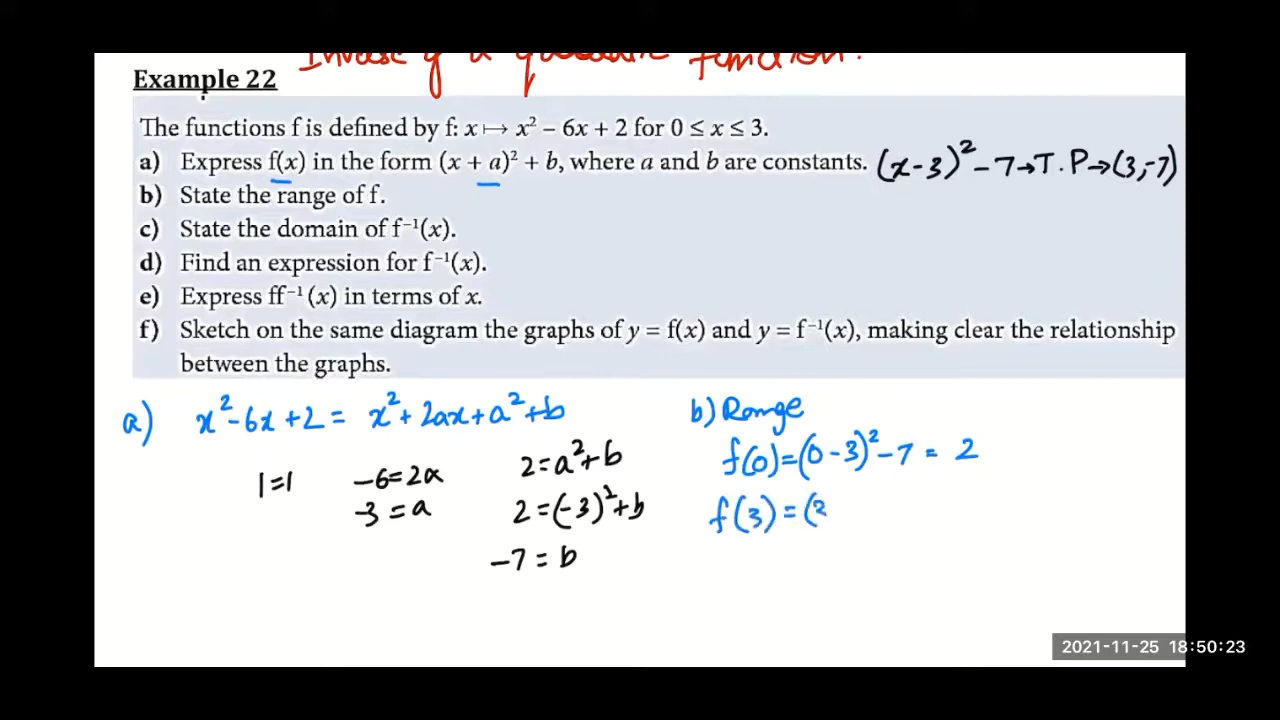 Inverse of a quadratic function.
Example 22
The functions f is defined by f: x ↦ x² − 6x + 2 for 0 ≤ x ≤ 3.
a) Express f(x) in the form (x + a)² + b, where a and b are constants. (x-3)² - 7 → T.P → (3,-7)
b) State the range of f.
c) State the domain of f⁻¹(x).
d) Find an expression for f⁻¹(x).
e) Express ff⁻¹ (x) in terms of x.
f) Sketch on the same diagram the graphs of y = f(x) and y = f⁻¹(x), making clear the relationship
between the graphs.
a) x² - 6x + 2 = x² + 2ax + a² + b
1 = 1
-6 = 2a
-3 = a
2 = a² + b
2 = (-3)² + b
-7 = b
b) Range
f(0) = (0 - 3)² - 7 = 2
f(3) = (3
2021-11-25 18:50:23